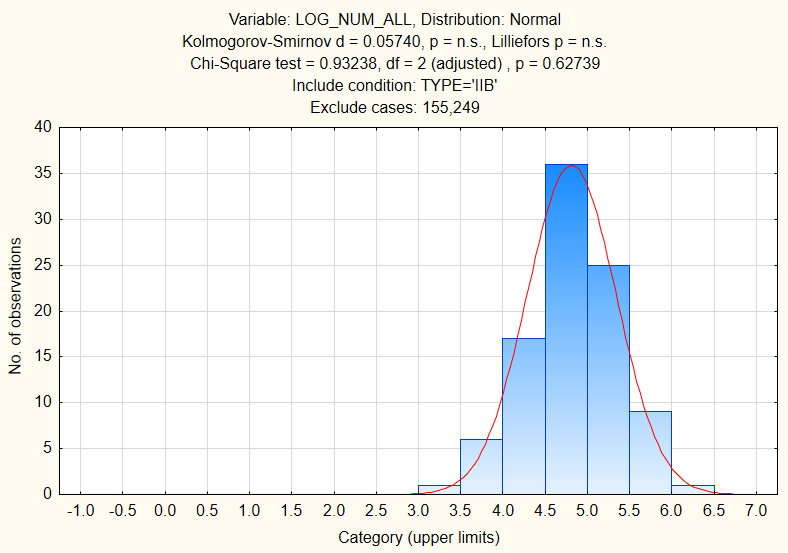 Variable: LOG_NUM_ALL, Distribution: Normal
Kolmogorov-Smirnov d = 0.05740, p = n.s., Lilliefors p = n.s.
Chi-Square test = 0.93238, df = 2 (adjusted) , p = 0.62739
Include condition: TYPE='IIB'
Exclude cases: 155,249
40
35
30
25
20
15
10
5
0
No. of observations
-1.0 -0.5 0.0 0.5 1.0 1.5 2.0 2.5 3.0 3.5 4.0 4.5 5.0 5.5 6.0 6.5 7.0
Category (upper limits)